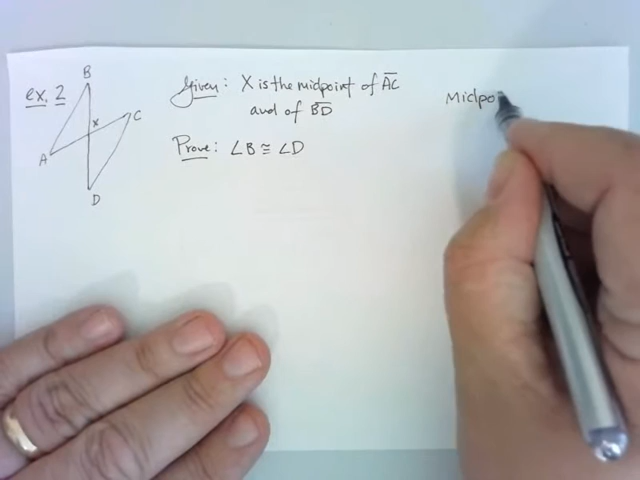 ex. 2
B
C
x
A
D
Given: X is the midpoint of AC
and of BD
Prove: ∠B ≅ ∠D
Midpo